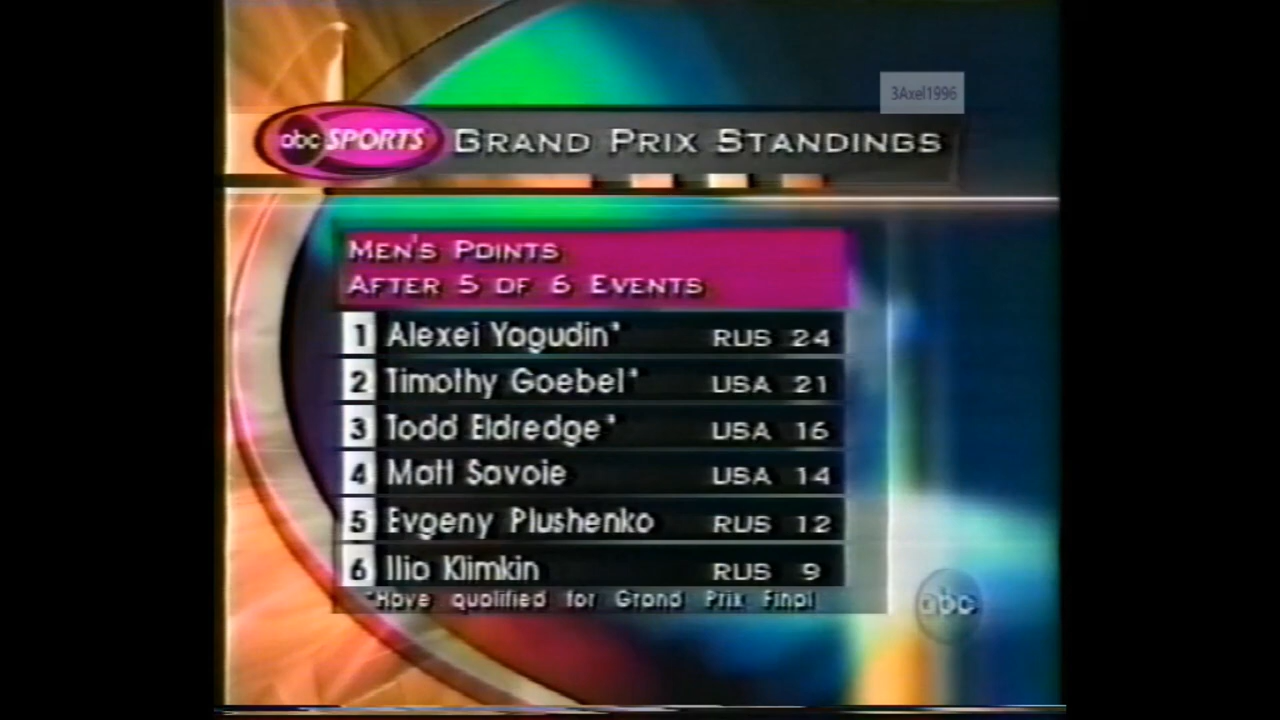 3Axel1996
abc SPORTS GRAND PRIX STANDINGS
MEN'S POINTS
AFTER 5 OF 6 EVENTS
1 Alexei Yagudin* RUS 24
2 Timothy Goebel* USA 21
3 Todd Eldredge* USA 16
4 Matt Savoie USA 14
5 Evgeny Plushenko RUS 12
6 Ilia Klimkin RUS 9
*Have qualified for Grand Prix Final
abc